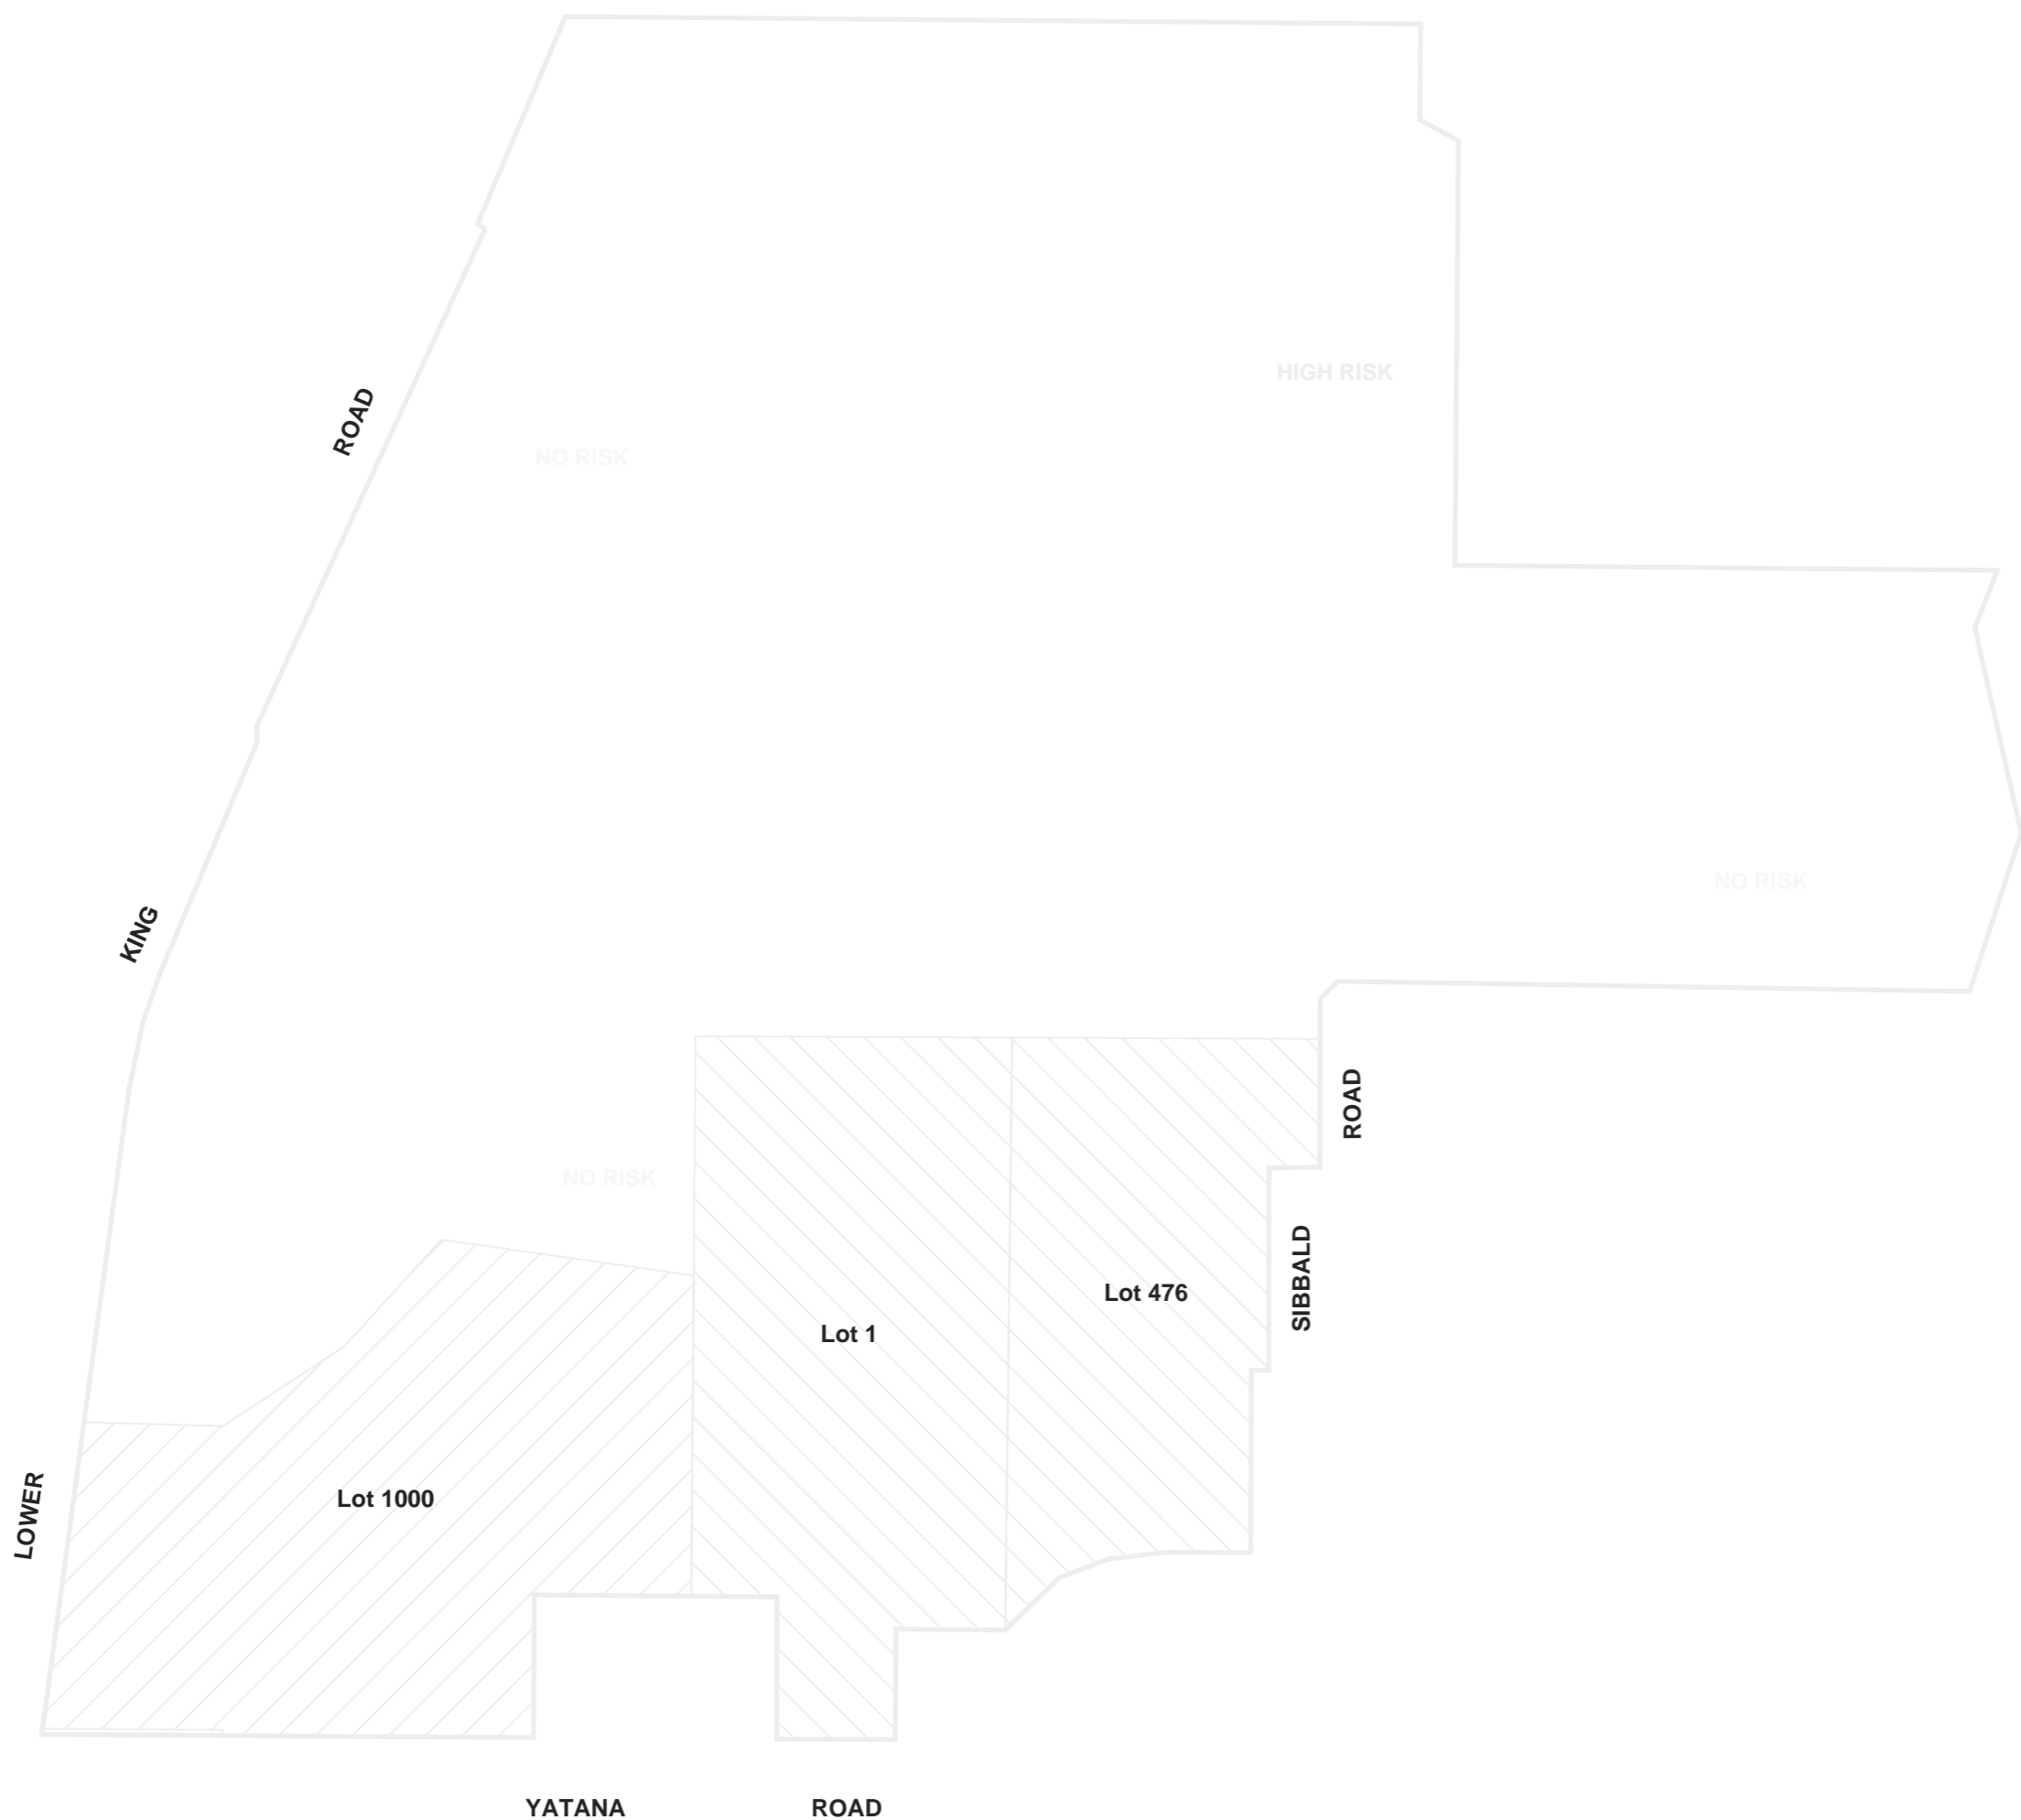 HIGH RISK
ROAD
NO RISK
NO RISK
KING
ROAD
NO RISK
SIBBALD
Lot 476
Lot 1
LOWER
Lot 1000
YATANA ROAD